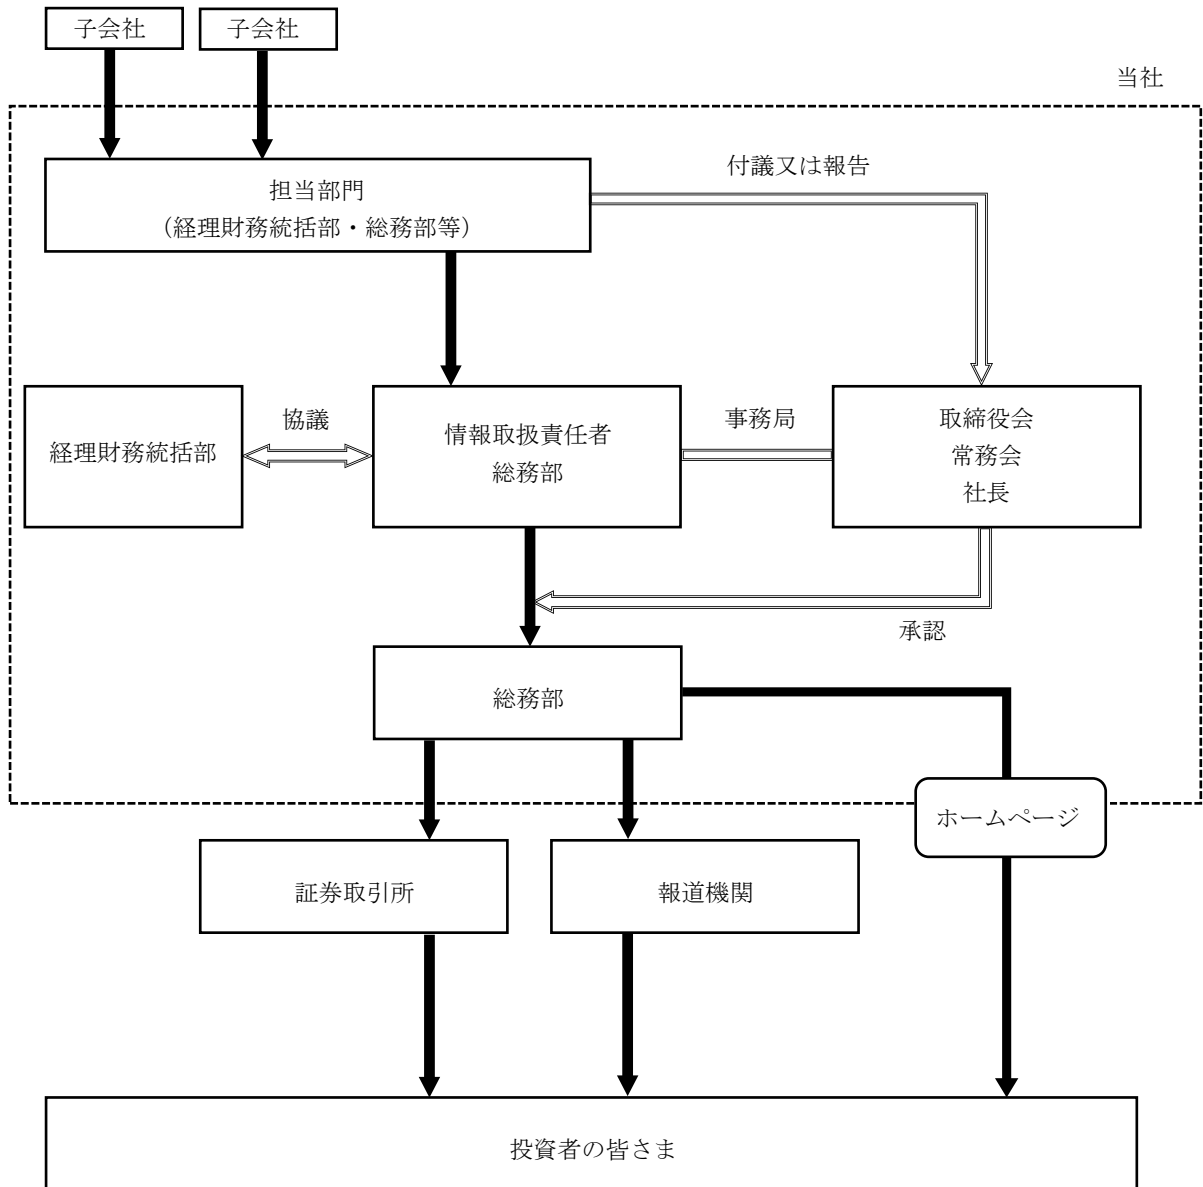 子会社
子会社
当社
担当部門
（経理財務統括部・総務部等）
付議又は報告
経理財務統括部
協議
情報取扱責任者
総務部
事務局
取締役会
常務会
社長
承認
総務部
ホームページ
証券取引所
報道機関
投資者の皆さま